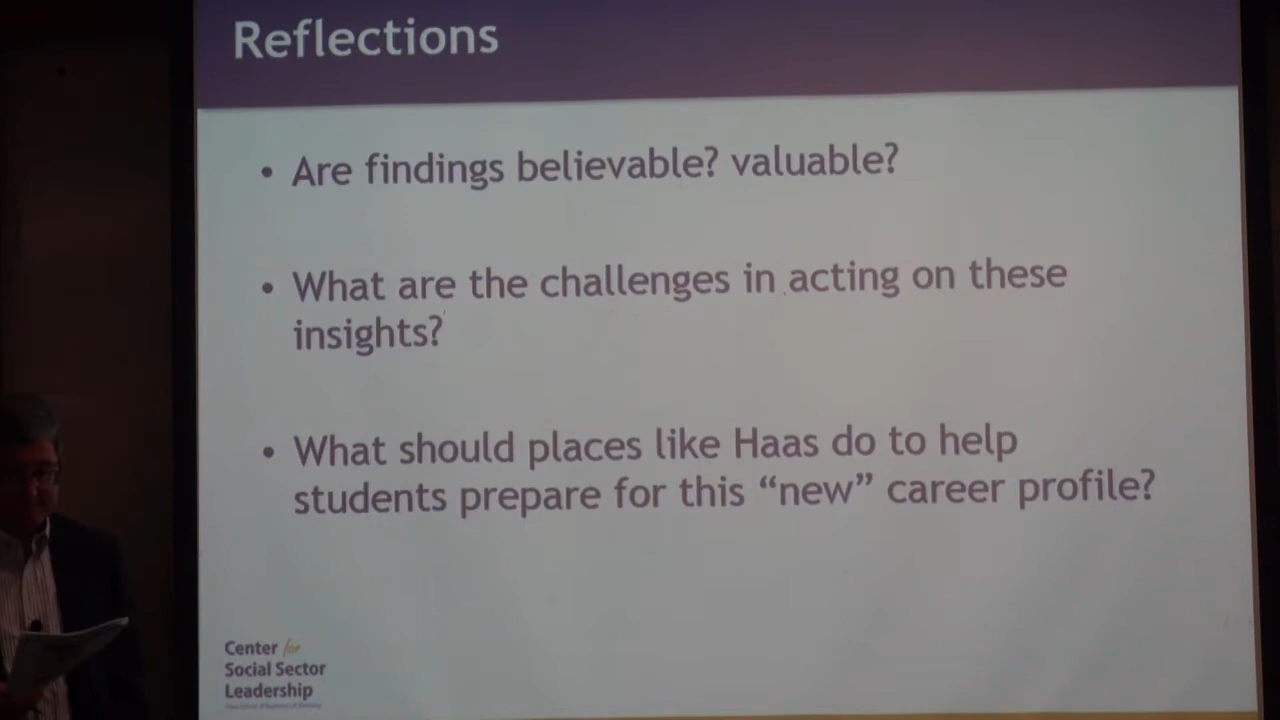 Reflections
• Are findings believable? valuable?
• What are the challenges in acting on these
insights?
• What should places like Haas do to help
students prepare for this “new” career profile?
Center for
Social Sector
Leadership